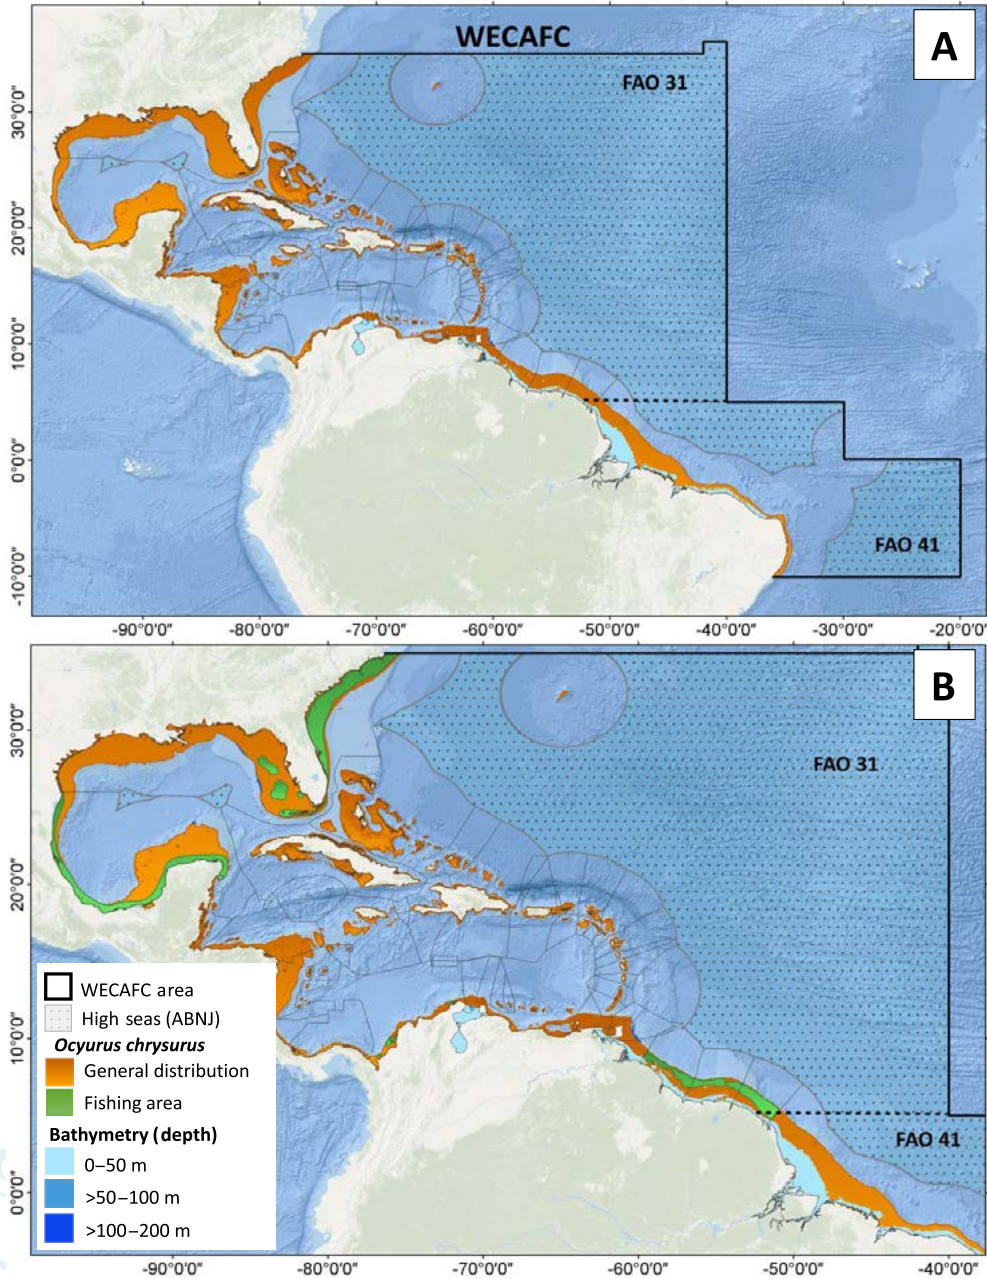 WECAFC
A
FAO 31
FAO 41
30°0'0"
20°0'0"
10°0'0"
0°0'0"
-10°0'0"
-90°0'0"
-80°0'0"
-70°0'0"
-60°0'0"
-50°0'0"
-40°0'0"
-30°0'0"
-20°0'0"
B
FAO 31
FAO 41
30°0'0"
20°0'0"
10°0'0"
0°0'0"
WECAFC area
High seas (ABNJ)
Ocyurus chrysurus
General distribution
Fishing area
Bathymetry (depth)
0–50 m
>50–100 m
>100–200 m
-90°0'0"
-80°0'0"
-70°0'0"
-60°0'0"
-50°0'0"
-40°0'0"